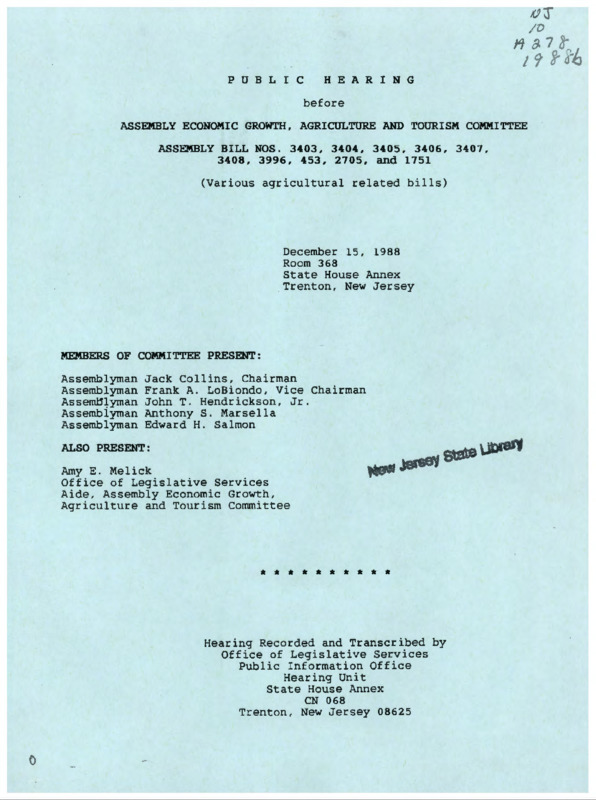 NJ
10
A278
1988b
PUBLIC HEARING
before
ASSEMBLY ECONOMIC GROWTH, AGRICULTURE AND TOURISM COMMITTEE
ASSEMBLY BILL NOS. 3403, 3404, 3405, 3406, 3407,
3408, 3996, 453, 2705, and 1751
(Various agricultural related bills)
December 15, 1988
Room 368
State House Annex
Trenton, New Jersey
MEMBERS OF COMMITTEE PRESENT:
Assemblyman Jack Collins, Chairman
Assemblyman Frank A. LoBiondo, Vice Chairman
Assemblyman John T. Hendrickson, Jr.
Assemblyman Anthony S. Marsella
Assemblyman Edward H. Salmon
ALSO PRESENT:
Amy E. Melick
Office of Legislative Services
Aide, Assembly Economic Growth,
Agriculture and Tourism Committee
New Jersey State Library
* * * * * * * * * *
Hearing Recorded and Transcribed by
Office of Legislative Services
Public Information Office
Hearing Unit
State House Annex
CN 068
Trenton, New Jersey 08625